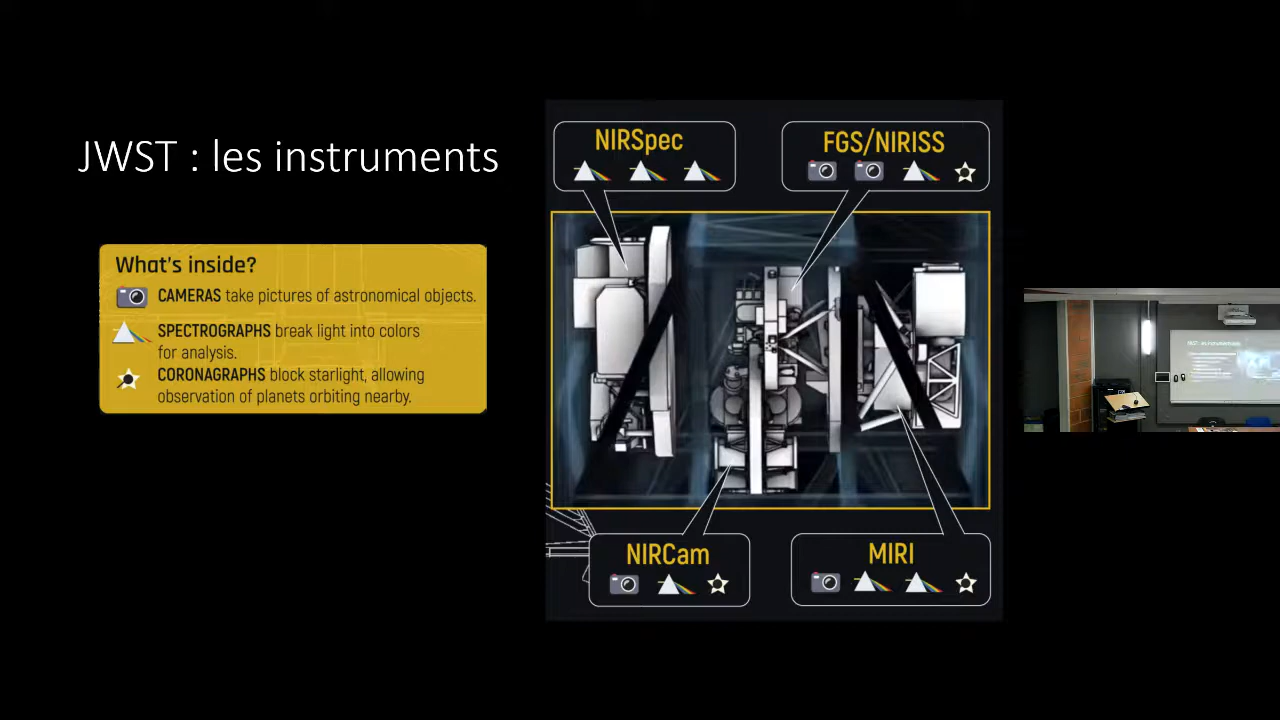 JWST : les instruments
What's inside?
CAMERAS take pictures of astronomical objects.
SPECTROGRAPHS break light into colors
for analysis.
CORONAGRAPHS block starlight, allowing
observation of planets orbiting nearby.
NIRSpec
FGS/NIRISS
NIRCam
MIRI